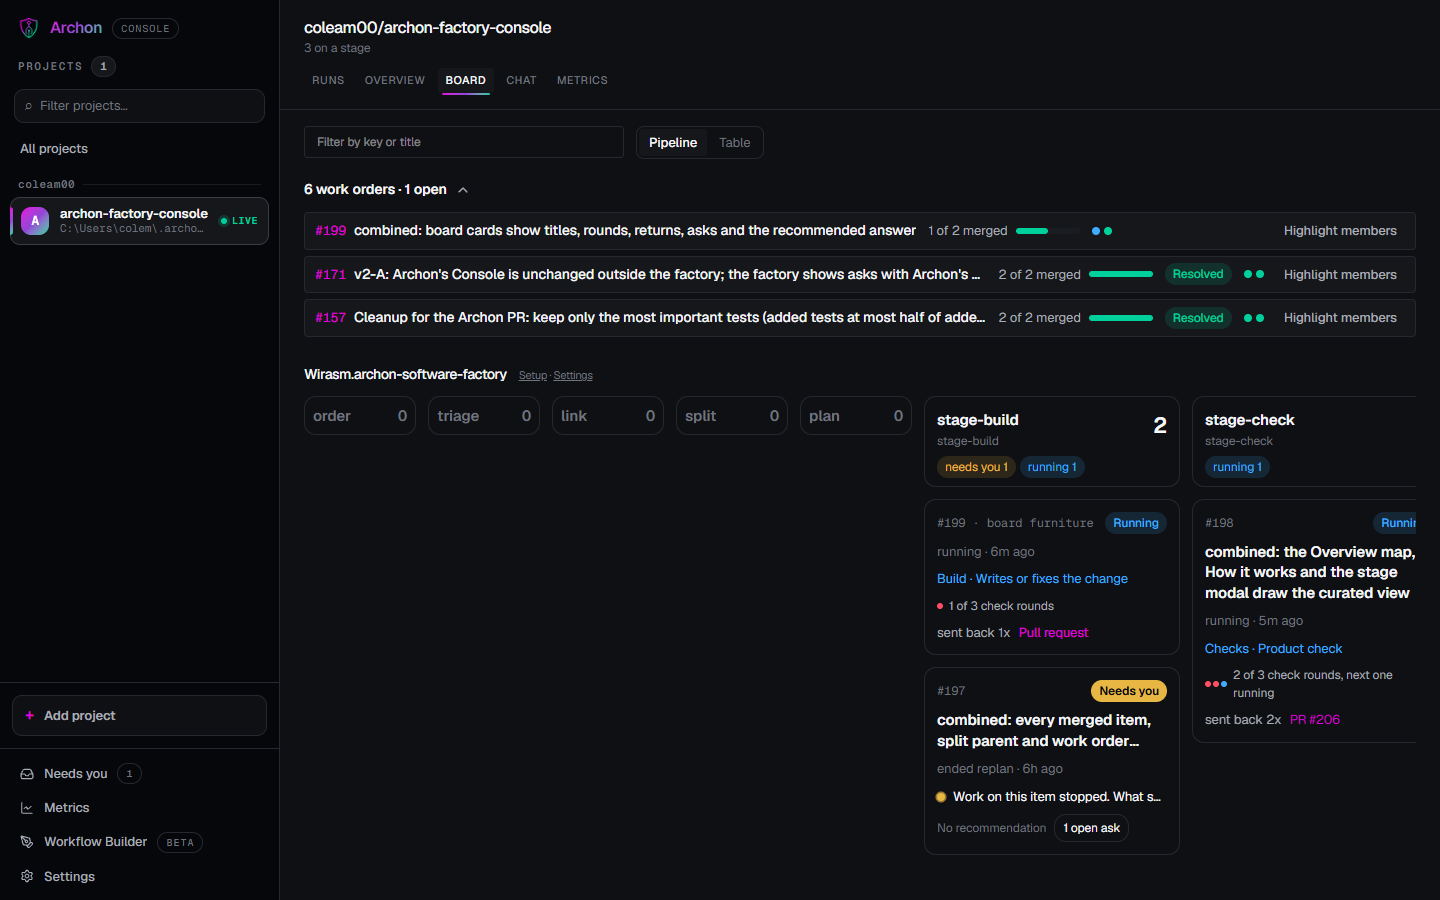 Archon CONSOLE
PROJECTS 1
Filter projects...
All projects
coleam00
A archon-factory-console LIVE
C:\Users\colem\.archo...
+ Add project
Needs you 1
Metrics
Workflow Builder BETA
Settings
coleam00/archon-factory-console
3 on a stage
RUNS OVERVIEW BOARD CHAT METRICS
Filter by key or title
Pipeline Table
6 work orders · 1 open
#199 combined: board cards show titles, rounds, returns, asks and the recommended answer 1 of 2 merged Highlight members
#171 v2-A: Archon's Console is unchanged outside the factory; the factory shows asks with Archon's ... 2 of 2 merged Resolved Highlight members
#157 Cleanup for the Archon PR: keep only the most important tests (added tests at most half of adde... 2 of 2 merged Resolved Highlight members
Wirasm.archon-software-factory Setup · Settings
order 0
triage 0
link 0
split 0
plan 0
stage-build 2
stage-build
needs you 1 running 1
#199 · board furniture Running
running · 6m ago
Build · Writes or fixes the change
1 of 3 check rounds
sent back 1x Pull request
#197 Needs you
combined: every merged item,
split parent and work order...
ended replan · 6h ago
Work on this item stopped. What s...
No recommendation 1 open ask
stage-check
stage-check
running 1
#198 Runnin
combined: the Overview map,
How it works and the stage
modal draw the curated view
running · 5m ago
Checks · Product check
2 of 3 check rounds, next one
running
sent back 2x PR #206